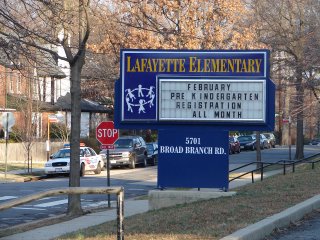 LAFAYETTE ELEMENTARY
FEBRUARY
PRE KINDERGARTEN
REGISTRATION
ALL MONTH
5701
BROAD BRANCH RD.
STOP